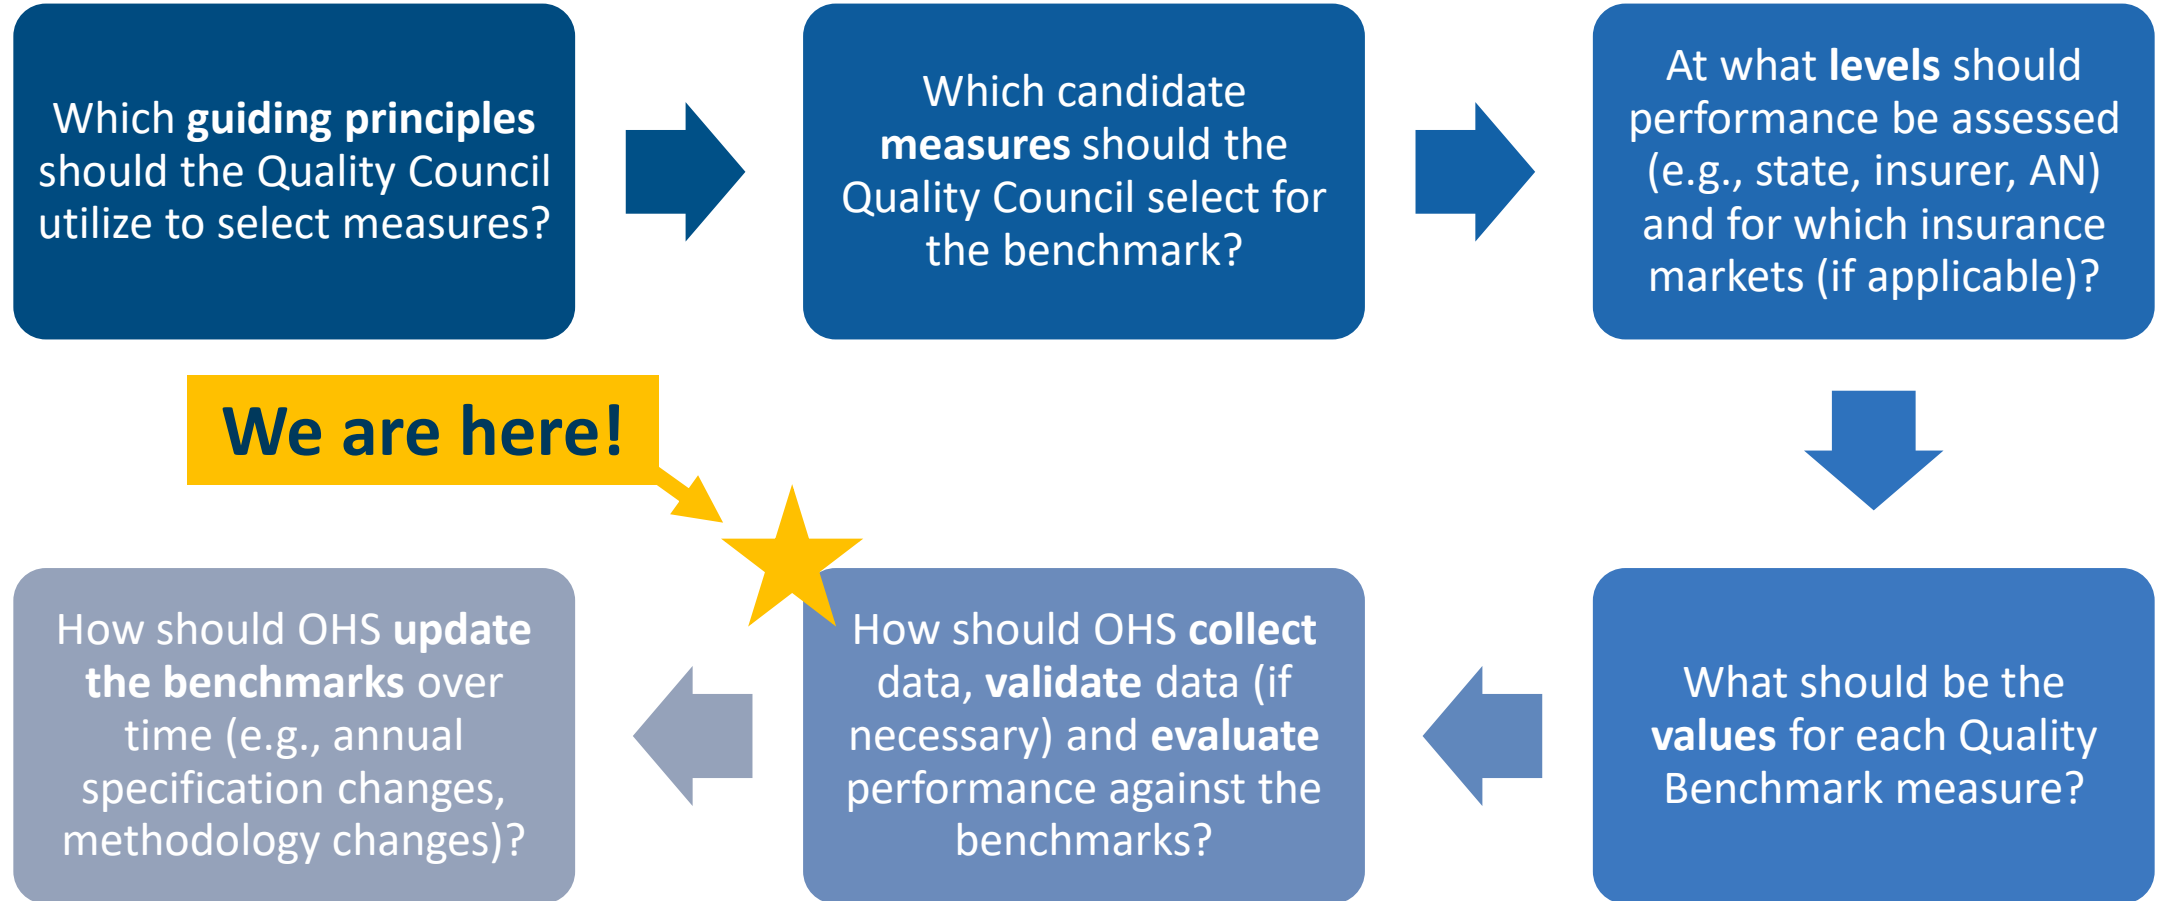 Which guiding principles
should the Quality Council
utilize to select measures?
Which candidate
measures should the
Quality Council select for
the benchmark?
At what levels should
performance be assessed
(e.g., state, insurer, AN)
and for which insurance
markets (if applicable)?
We are here!
What should be the
values for each Quality
Benchmark measure?
How should OHS collect
data, validate data (if
necessary) and evaluate
performance against the
benchmarks?
How should OHS update
the benchmarks over
time (e.g., annual
specification changes,
methodology changes)?